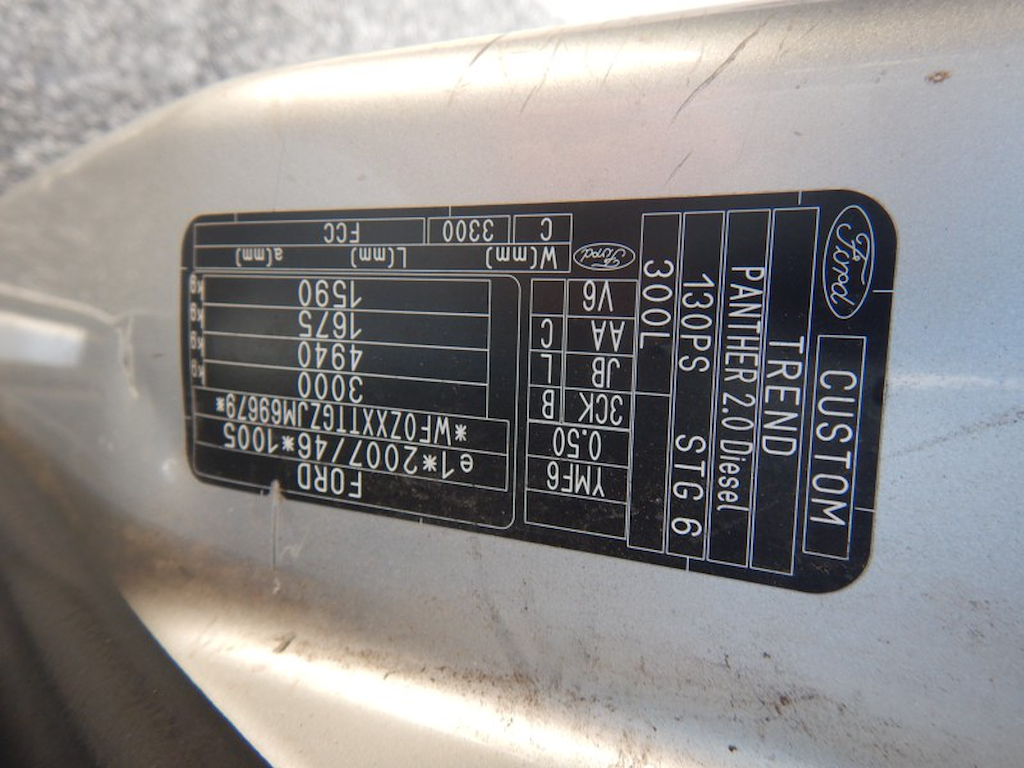 FORD
e1*2007/46*1005
*WF0ZXXTTGZJM69679*
3000 kg
4940 kg
1675 kg
1590 kg
W(mm) L(mm) a(mm)
C 3300 FCC
YMF6
0.50
3CK B
JB L
AA C
V6
Ford
300L
130PS STG 6
PANTHER 2.0 Diesel
TREND
Ford
CUSTOM